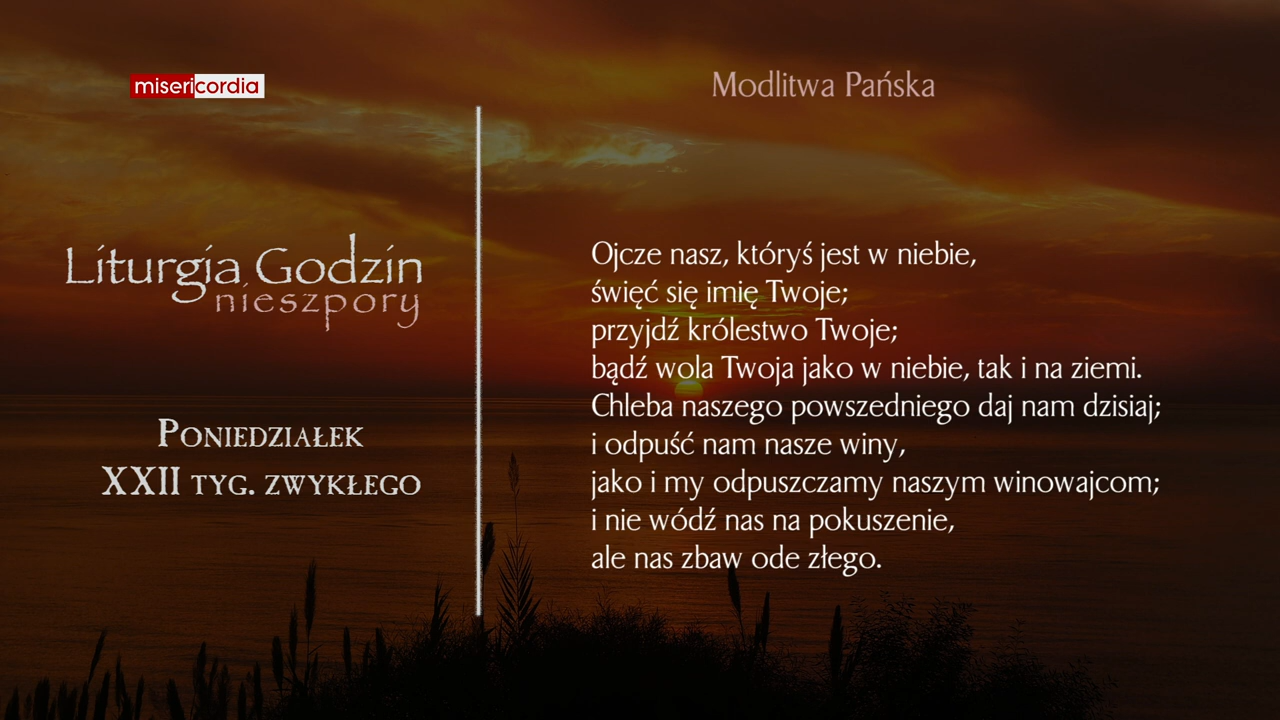 misericordia
Liturgia Godzin
nieszpory
Poniedziałek
XXII tyg. zwykłego
Modlitwa Pańska
Ojcze nasz, któryś jest w niebie,
święć się imię Twoje;
przyjdź królestwo Twoje;
bądź wola Twoja jako w niebie, tak i na ziemi.
Chleba naszego powszedniego daj nam dzisiaj;
i odpuść nam nasze winy,
jako i my odpuszczamy naszym winowajcom;
i nie wódź nas na pokuszenie,
ale nas zbaw ode złego.